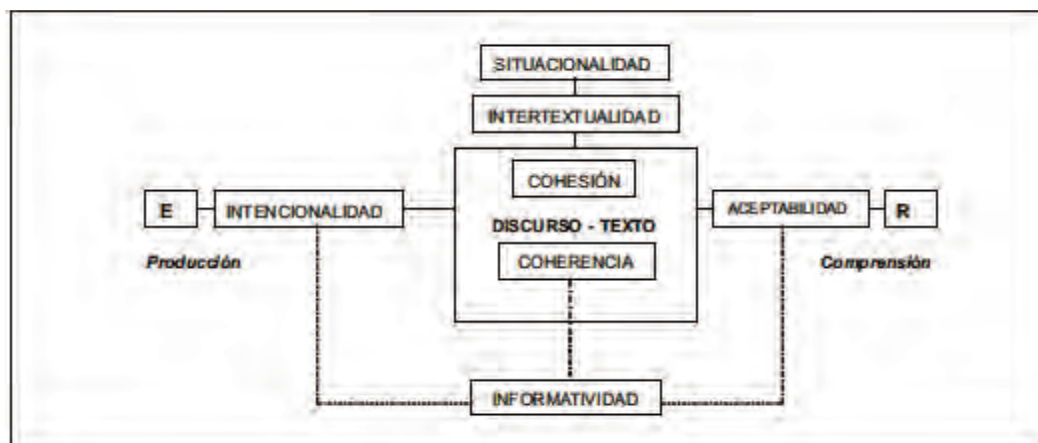 SITUACIONALIDAD
INTERTEXTUALIDAD
COHESIÓN
E
INTENCIONALIDAD
DISCURSO - TEXTO
ACEPTABILIDAD
R
Producción
COHERENCIA
Comprensión
INFORMATIVIDAD